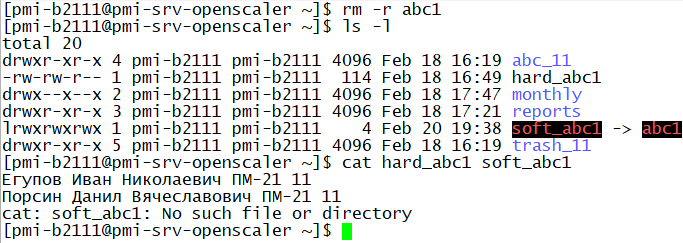 [pmi-b2111@pmi-srv-openscaler ~]$ rm -r abc1
[pmi-b2111@pmi-srv-openscaler ~]$ ls -l
total 20
drwxr-xr-x 4 pmi-b2111 pmi-b2111 4096 Feb 18 16:19 abc_11
-rw-rw-r-- 1 pmi-b2111 pmi-b2111  114 Feb 18 16:49 hard_abc1
drwx--x--x 2 pmi-b2111 pmi-b2111 4096 Feb 18 17:47 monthly
drwxr-xr-x 3 pmi-b2111 pmi-b2111 4096 Feb 18 17:21 reports
lrwxrwxrwx 1 pmi-b2111 pmi-b2111    4 Feb 20 19:38 soft_abc1 -> abc1
drwxr-xr-x 5 pmi-b2111 pmi-b2111 4096 Feb 18 16:19 trash_11
[pmi-b2111@pmi-srv-openscaler ~]$ cat hard_abc1 soft_abc1
Егупов Иван Николаевич ПМ-21 11
Порсин Данил Вячеславович ПМ-21 11
cat: soft_abc1: No such file or directory
[pmi-b2111@pmi-srv-openscaler ~]$